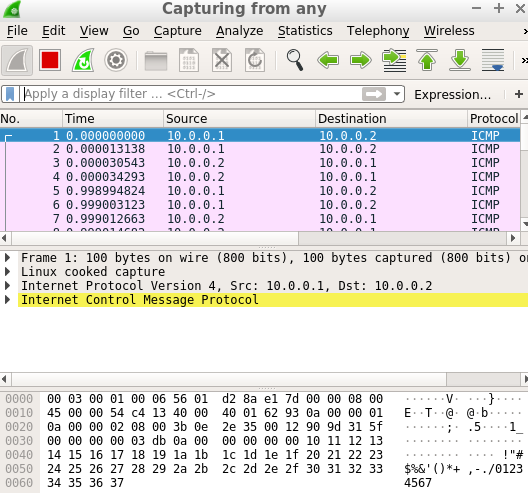 Capturing from any
File Edit View Go Capture Analyze Statistics Telephony Wireless
Apply a display filter ... <Ctrl-/> Expression... +
No. Time Source Destination Protocol
1 0.000000000 10.0.0.1 10.0.0.2 ICMP
2 0.000013138 10.0.0.1 10.0.0.2 ICMP
3 0.000030543 10.0.0.2 10.0.0.1 ICMP
4 0.000034293 10.0.0.2 10.0.0.1 ICMP
5 0.998994824 10.0.0.1 10.0.0.2 ICMP
6 0.999003123 10.0.0.1 10.0.0.2 ICMP
7 0.999012663 10.0.0.2 10.0.0.1 ICMP
Frame 1: 100 bytes on wire (800 bits), 100 bytes captured (800 bits) on
Linux cooked capture
Internet Protocol Version 4, Src: 10.0.0.1, Dst: 10.0.0.2
Internet Control Message Protocol
0000 00 03 00 01 00 06 56 01 d2 8a e1 7d 00 00 08 00 ······V· ···}····
0010 45 00 00 54 c4 13 40 00 40 01 62 93 0a 00 00 01 E··T··@· @·b·····
0020 0a 00 00 02 08 00 3b 0e 2e 35 00 12 90 9d 31 5f ······;· .5····1_
0030 00 00 00 00 03 db 0a 00 00 00 00 00 10 11 12 13 ········ ········
0040 14 15 16 17 18 19 1a 1b 1c 1d 1e 1f 20 21 22 23 ········ ···· !"#
0050 24 25 26 27 28 29 2a 2b 2c 2d 2e 2f 30 31 32 33 $%&'()*+ ,-./0123
0060 34 35 36 37 4567